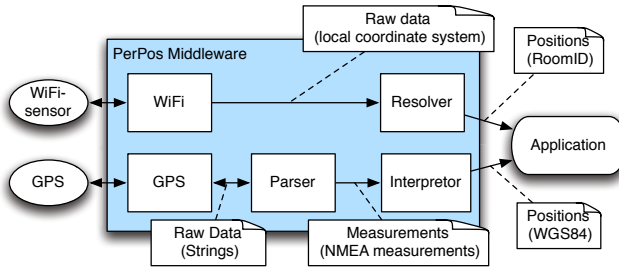 Raw data
(local coordinate system)
PerPos Middleware
Positions
(RoomID)
WiFi-
sensor
WiFi
Resolver
Application
GPS
GPS
Parser
Interpretor
Raw Data
(Strings)
Measurements
(NMEA measurements)
Positions
(WGS84)